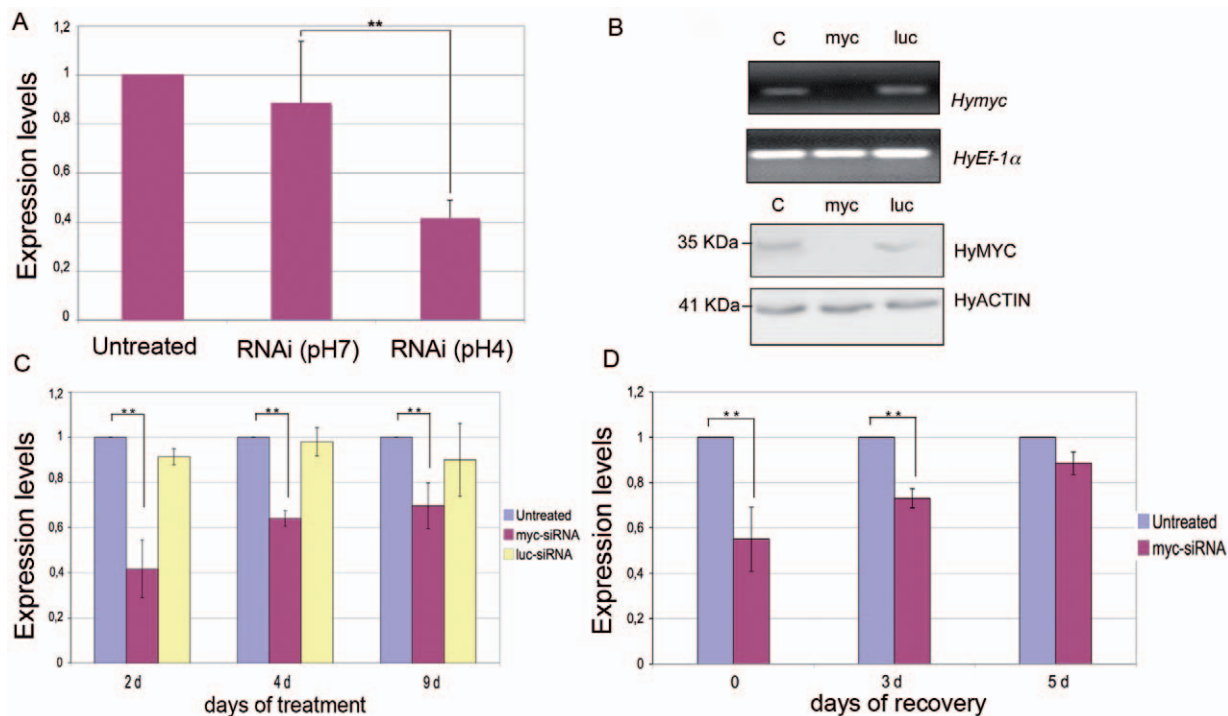 A
Expression levels
1,2
1
0,8
0,6
0,4
0,2
0
**
Untreated
RNAi (pH7)
RNAi (pH4)
B
C myc luc
Hymyc
HyEf-1α
C myc luc
35 KDa
HyMYC
41 KDa
HyACTIN
C
Expression levels
1,2
1
0,8
0,6
0,4
0,2
0
**
**
**
2 d
4 d
9 d
days of treatment
Untreated
myc-siRNA
luc-siRNA
D
Expression levels
1,2
1
0,8
0,6
0,4
0,2
0
**
**
0
3 d
5 d
days of recovery
Untreated
myc-siRNA